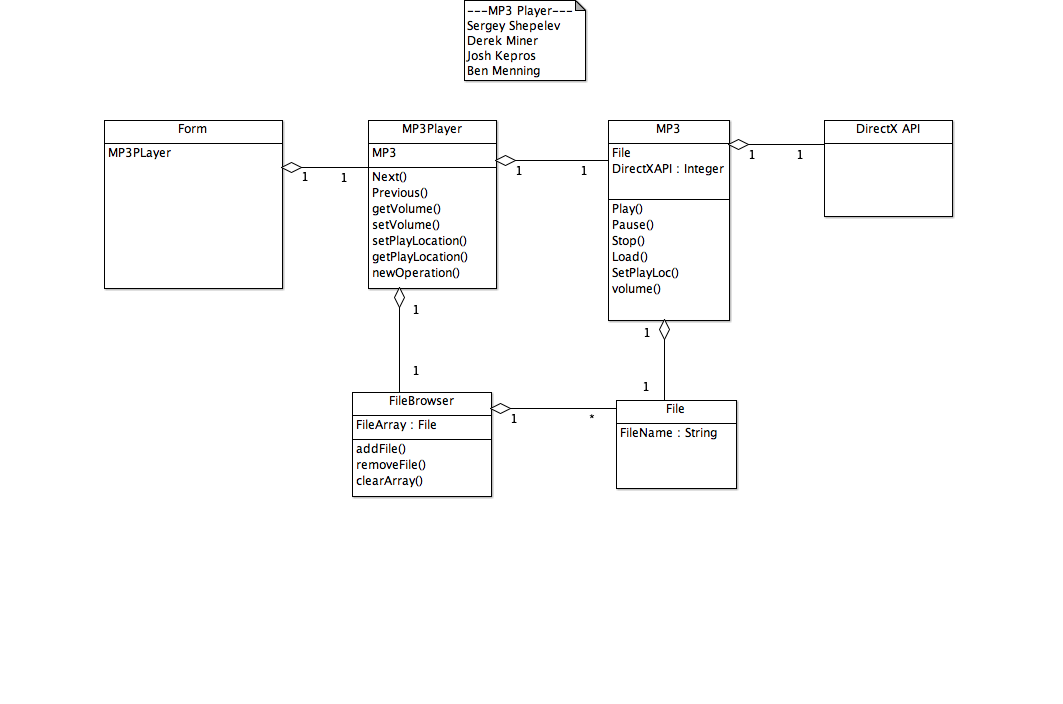 ---MP3 Player---
Sergey Shepelev
Derek Miner
Josh Kepros
Ben Menning
Form
MP3PLayer
1
1
MP3Player
MP3
Next()
Previous()
getVolume()
setVolume()
setPlayLocation()
getPlayLocation()
newOperation()
1
1
MP3
File
DirectXAPI : Integer
Play()
Pause()
Stop()
Load()
SetPlayLoc()
volume()
1
1
DirectX API
1
1
1
1
FileBrowser
FileArray : File
addFile()
removeFile()
clearArray()
1
*
File
FileName : String